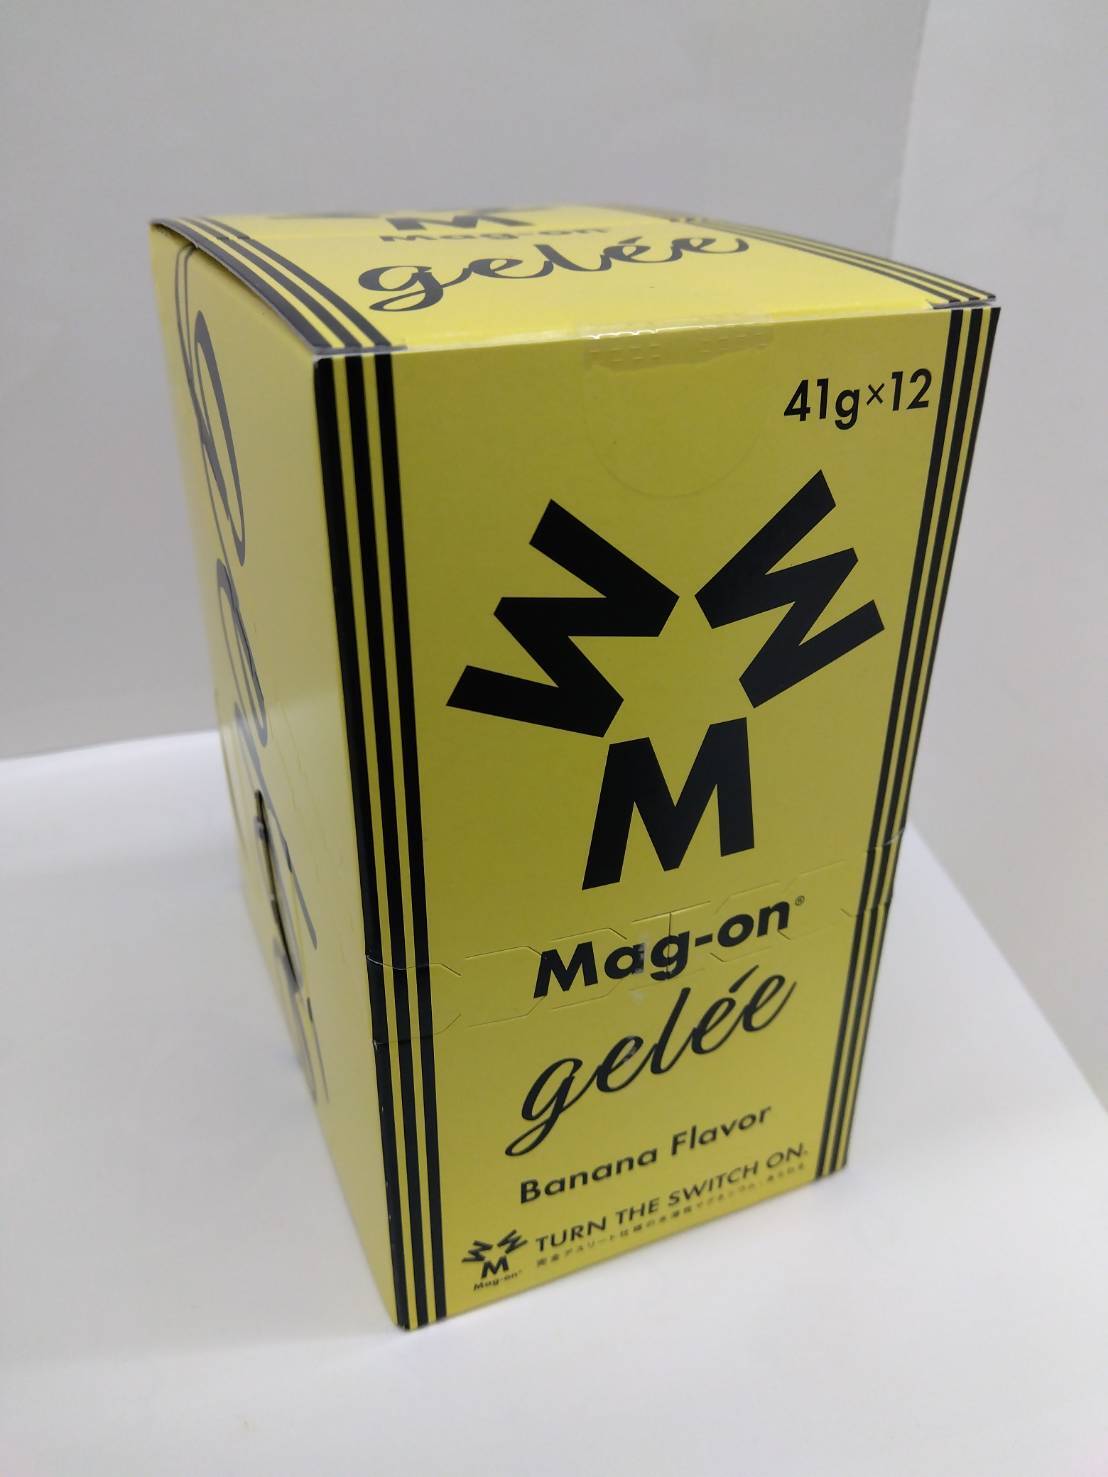 M
Mag-on
gelée
41g×12
M
M
M
Mag-on®
gelée
Banana Flavor
M
Mag-on
TURN THE SWITCH ON.